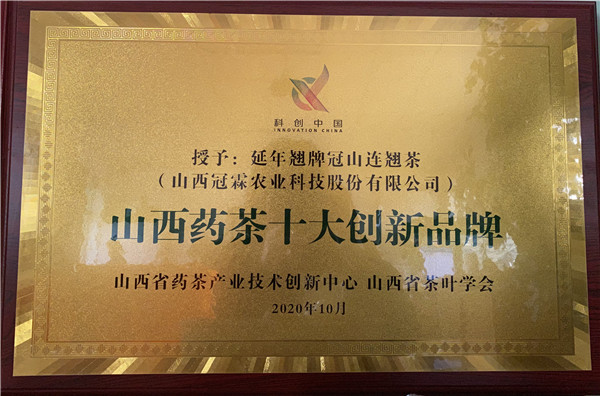 科创中国
INNOVATION CHINA
授予：延年翘牌冠山连翘茶
（山西冠霖农业科技股份有限公司）
山西药茶十大创新品牌
山西省药茶产业技术创新中心 山西省茶叶学会
2020年10月